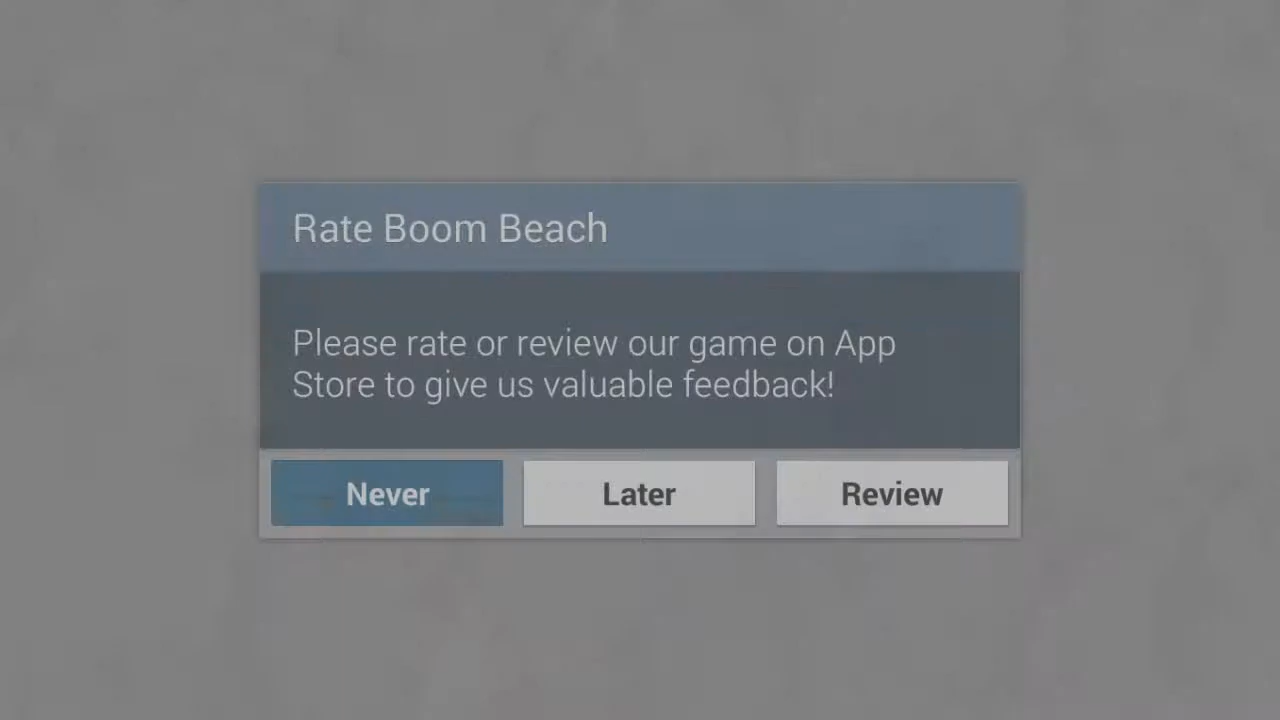 Rate Boom Beach
Please rate or review our game on App
Store to give us valuable feedback!
Never
Later
Review